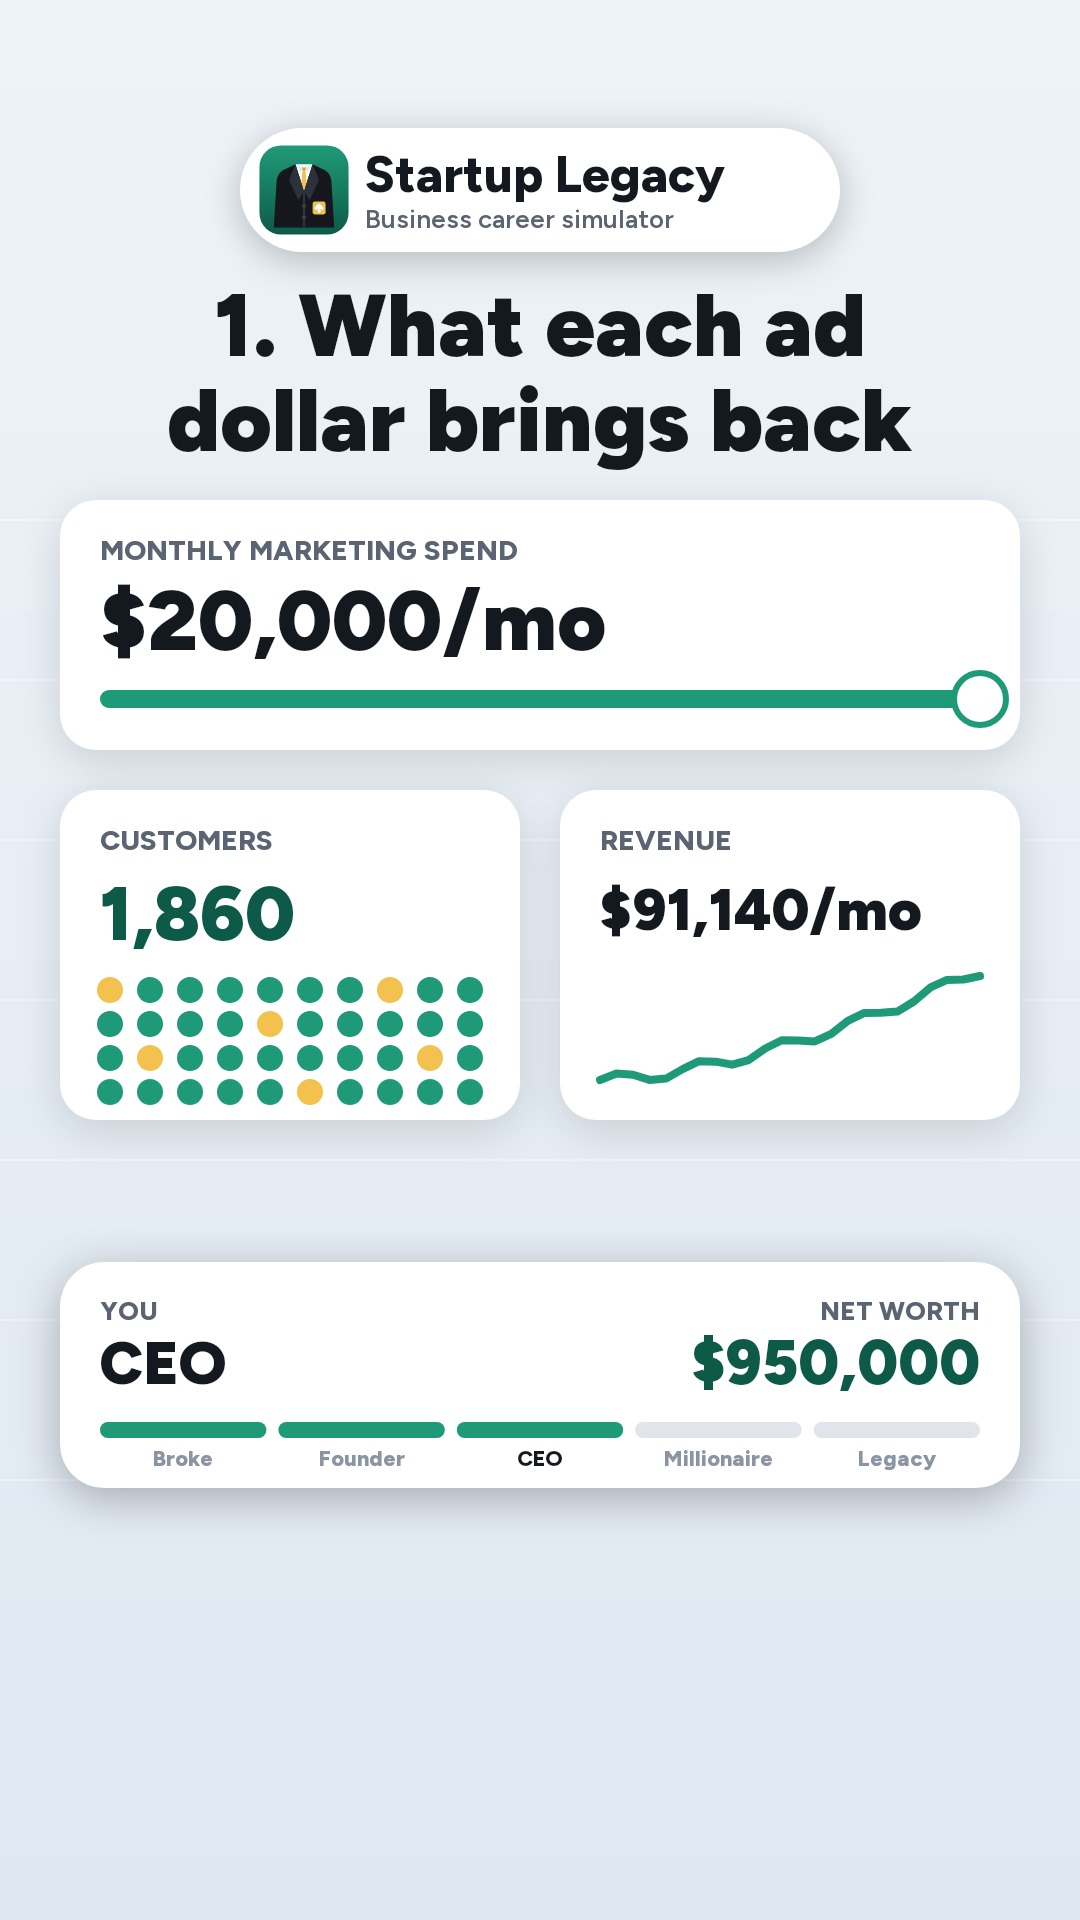 Startup Legacy
Business career simulator
1. What each ad
dollar brings back
MONTHLY MARKETING SPEND
$20,000/mo
CUSTOMERS
1,860
REVENUE
$91,140/mo
YOU
CEO
NET WORTH
$950,000
Broke
Founder
CEO
Millionaire
Legacy